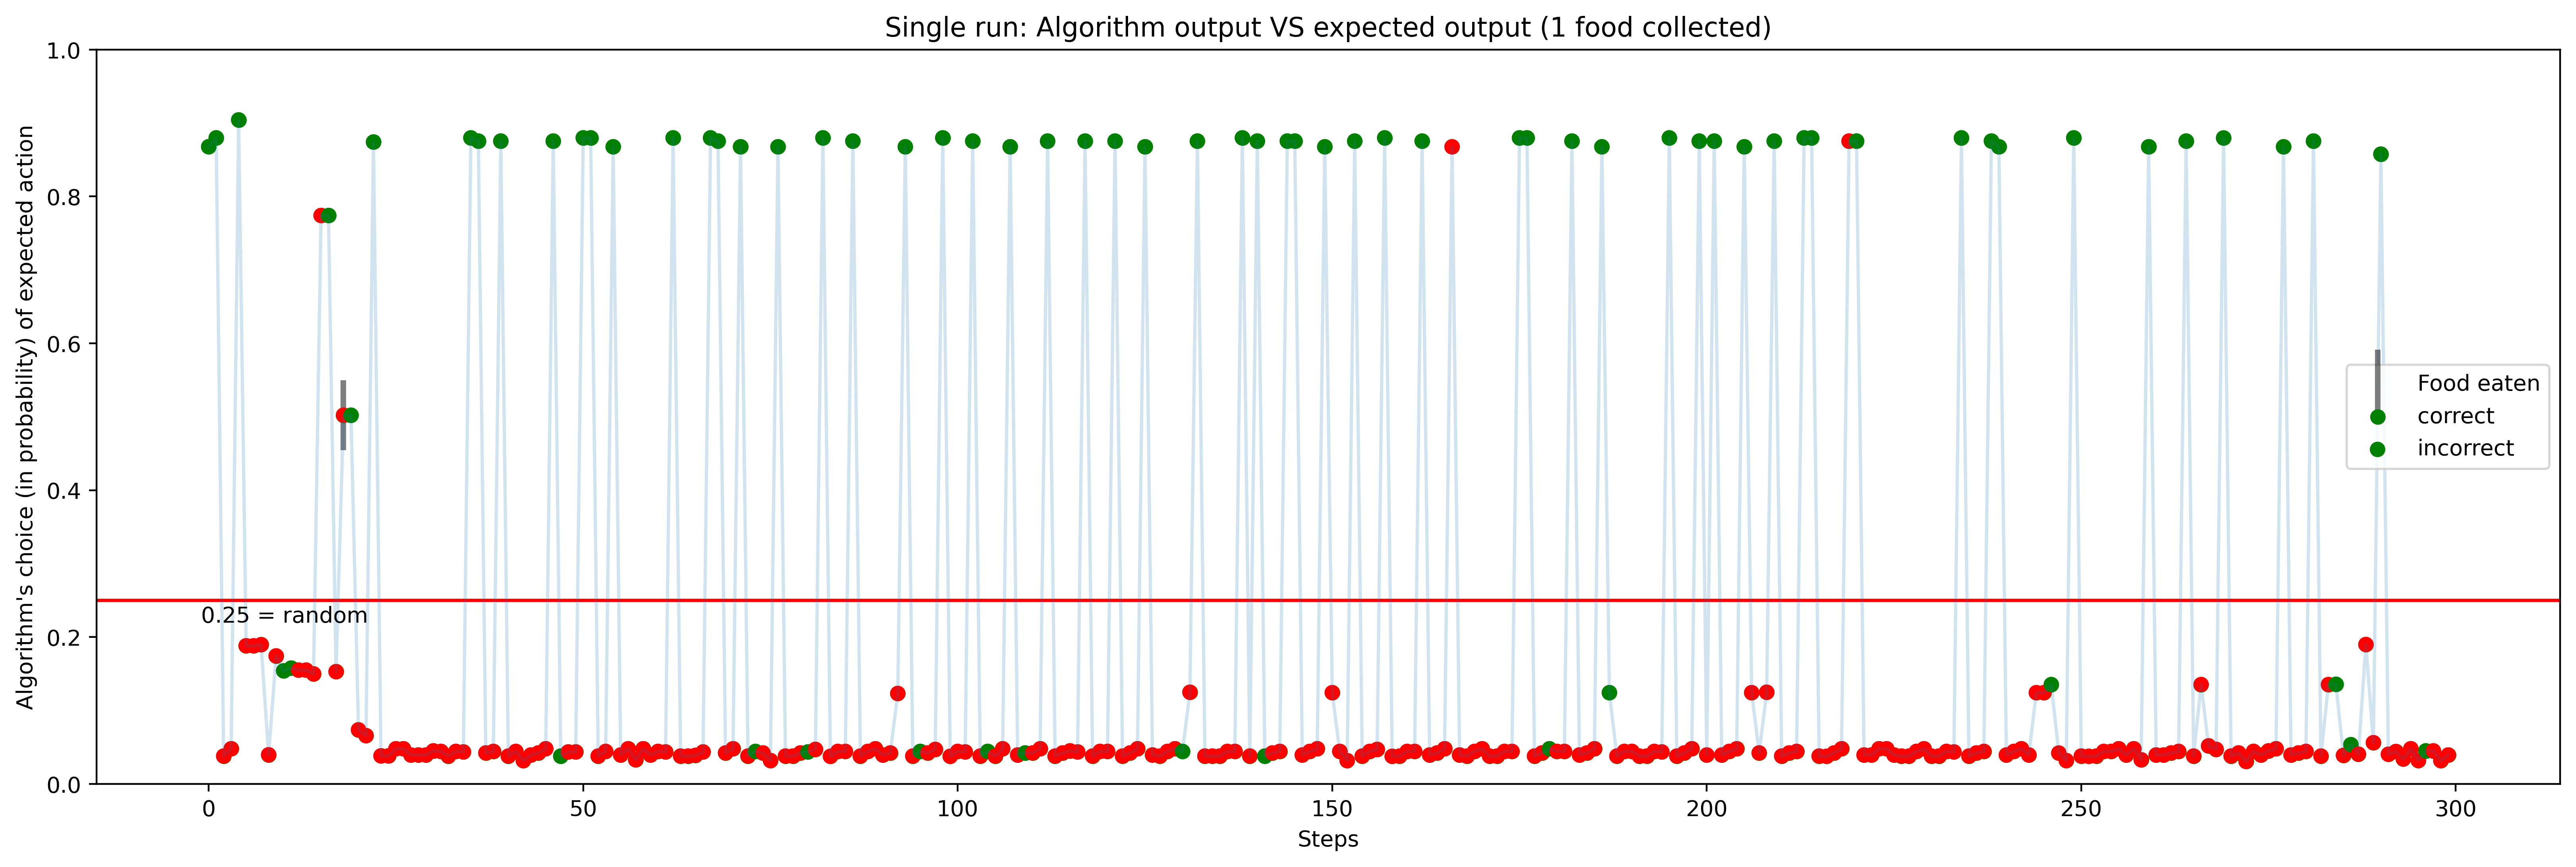 Single run: Algorithm output VS expected output (1 food collected)
Algorithm's choice (in probability) of expected action
1.0
0.8
0.6
0.4
0.2
0.0
0.25 = random
Food eaten
correct
incorrect
0
50
100
150
200
250
300
Steps